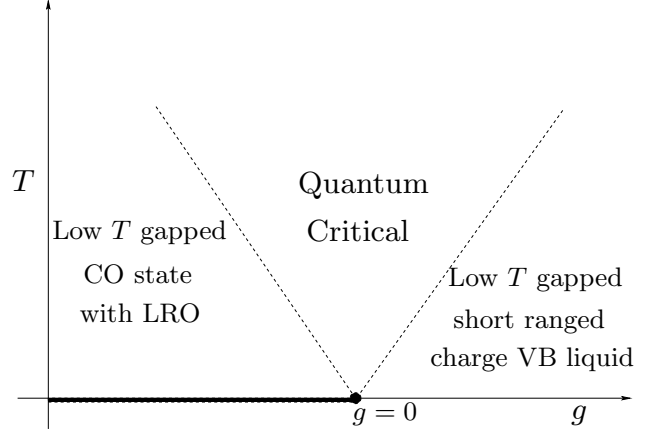 T
Quantum
Critical
Low T gapped
CO state
with LRO
Low T gapped
short ranged
charge VB liquid
g = 0
g